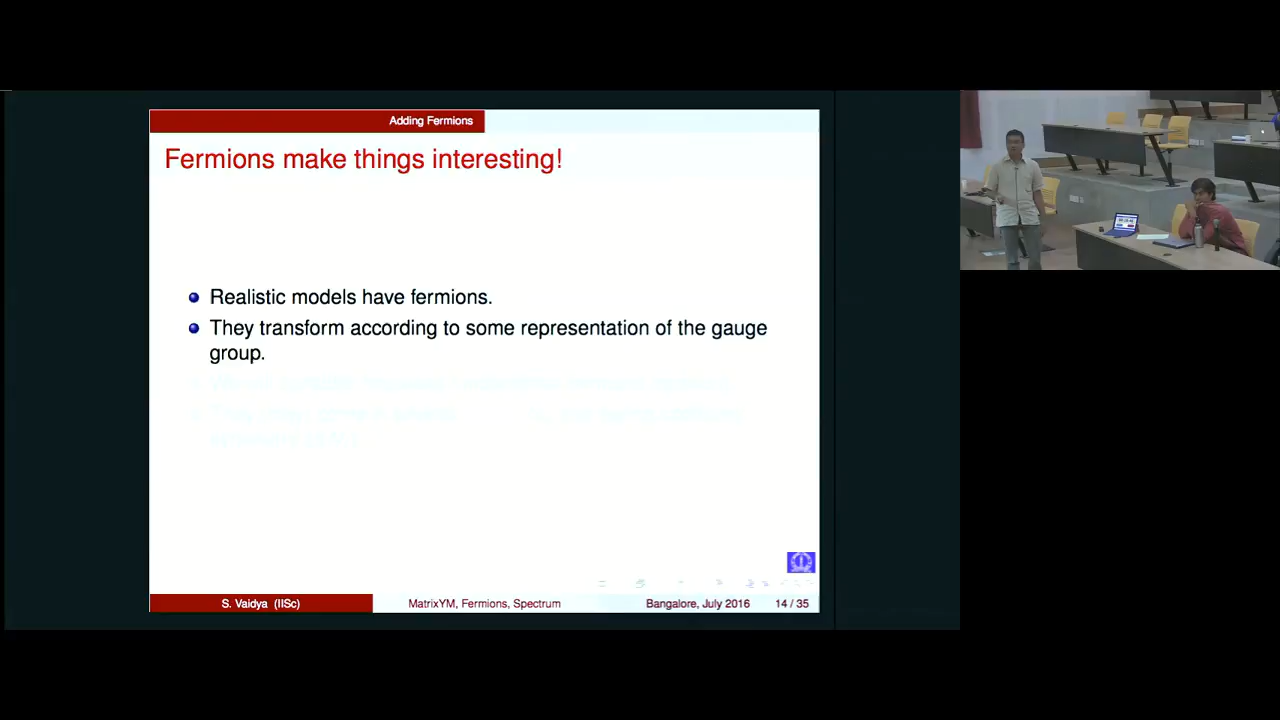 Adding Fermions
Fermions make things interesting!
Realistic models have fermions.
They transform according to some representation of the gauge
group.
S. Vaidya (IISc)
MatrixYM, Fermions, Spectrum
Bangalore, July 2016
14 / 35